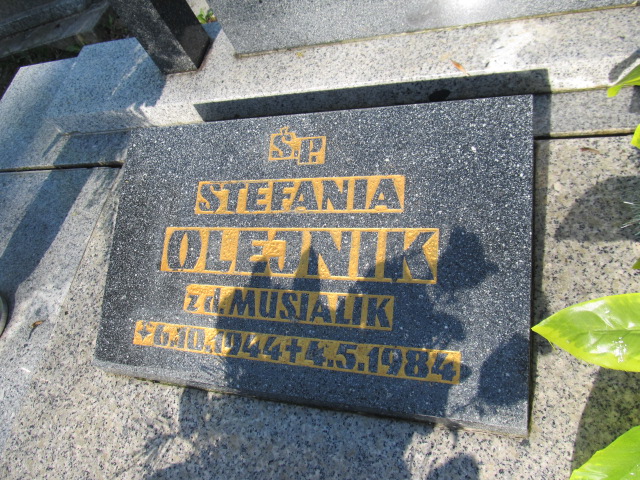 Ś.P.
STEFANIA
OLEJNIK
z d. MUSIALIK
+6.10.1944+4.5.1984.